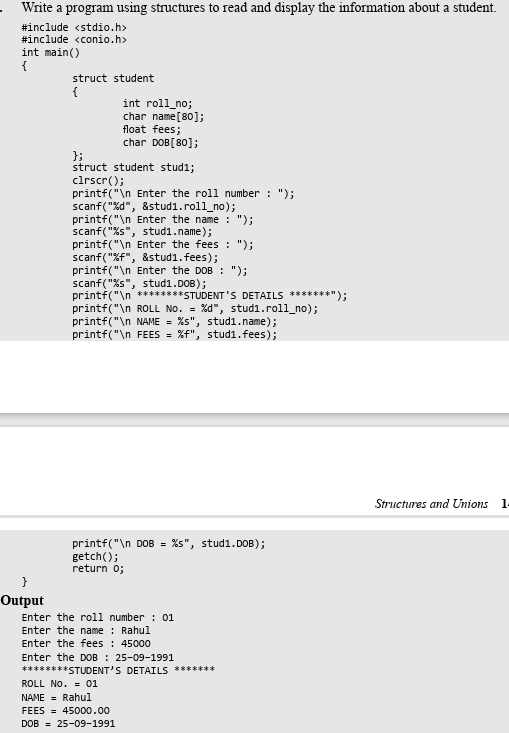 . Write a program using structures to read and display the information about a student.
#include <stdio.h>
#include <conio.h>
int main()
{
struct student
{
int roll_no;
char name[80];
float fees;
char DOB[80];
};
struct student stud1;
clrscr();
printf("\n Enter the roll number : ");
scanf("%d", &stud1.roll_no);
printf("\n Enter the name : ");
scanf("%s", stud1.name);
printf("\n Enter the fees : ");
scanf("%f", &stud1.fees);
printf("\n Enter the DOB : ");
scanf("%s", stud1.DOB);
printf("\n ********STUDENT'S DETAILS *******");
printf("\n ROLL No. = %d", stud1.roll_no);
printf("\n NAME = %s", stud1.name);
printf("\n FEES = %f", stud1.fees);
Structures and Unions
printf("\n DOB = %s", stud1.DOB);
getch();
return 0;
}
Output
Enter the roll number : 01
Enter the name : Rahul
Enter the fees : 45000
Enter the DOB : 25-09-1991
********STUDENT’S DETAILS *******
ROLL No. = 01
NAME = Rahul
FEES = 45000.00
DOB = 25-09-1991